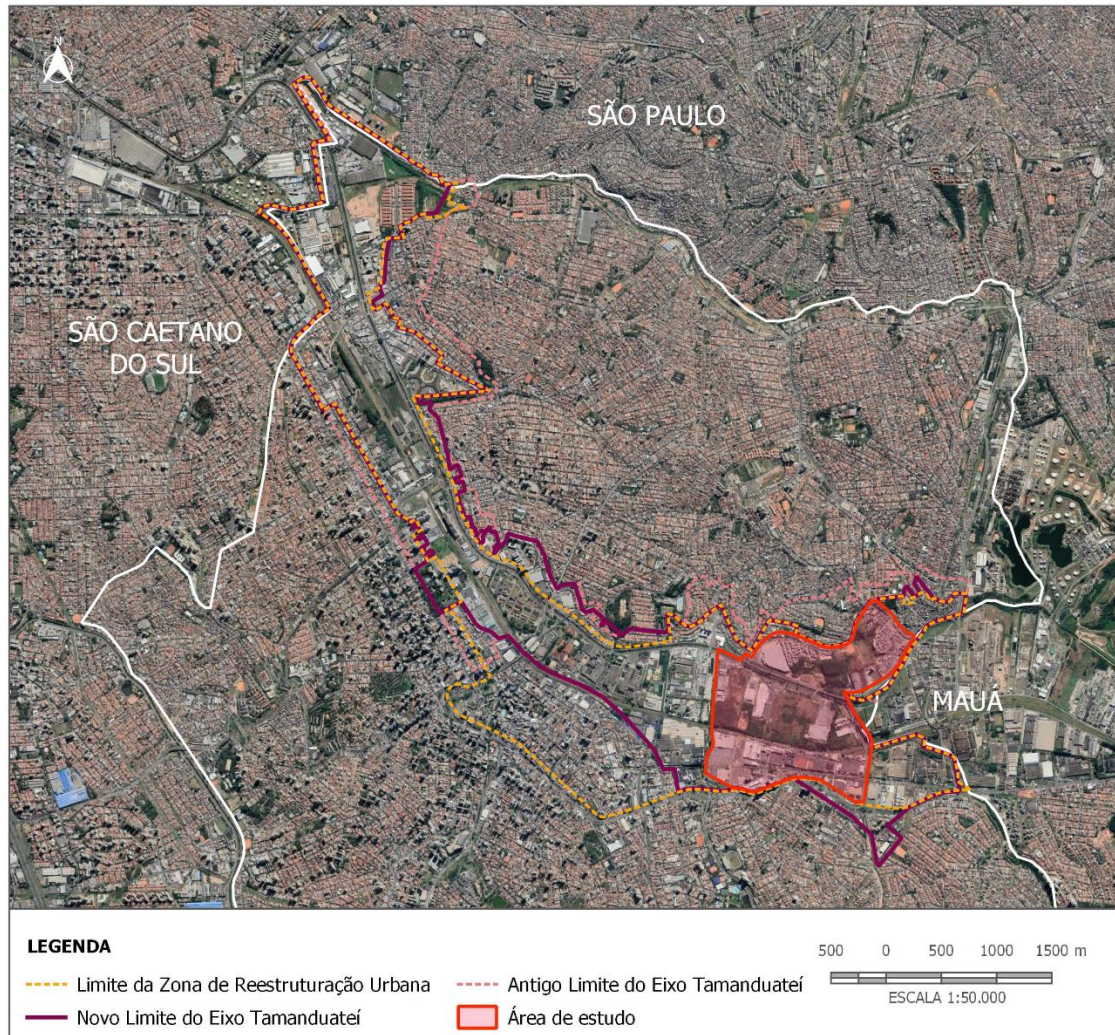 N
SÃO PAULO
SÃO CAETANO
DO SUL
MAUÁ
LEGENDA
Limite da Zona de Reestruturação Urbana
Antigo Limite do Eixo Tamanduateí
Novo Limite do Eixo Tamanduateí
Área de estudo
500 0 500 1000 1500 m
ESCALA 1:50.000